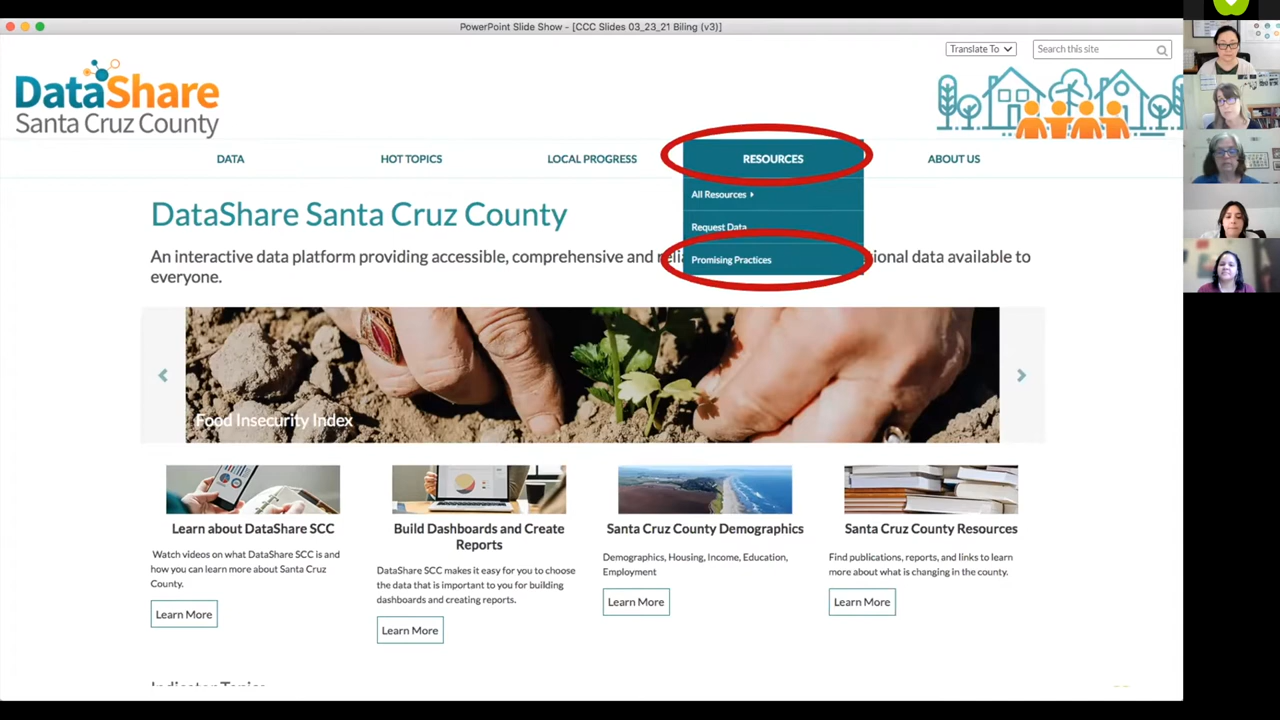 PowerPoint Slide Show - [CCC Slides 03_23_21 Biling (v3)]
Translate To
Search this site
DataShare
Santa Cruz County
DATA
HOT TOPICS
LOCAL PROGRESS
RESOURCES
ABOUT US
All Resources
Request Data
Promising Practices
DataShare Santa Cruz County
An interactive data platform providing accessible, comprehensive and ional data available to
everyone.
Food Insecurity Index
Learn about DataShare SCC
Watch videos on what DataShare SCC is and
how you can learn more about Santa Cruz
County.
Learn More
Build Dashboards and Create
Reports
DataShare SCC makes it easy for you to choose
the data that is important to you for building
dashboards and creating reports.
Learn More
Santa Cruz County Demographics
Demographics, Housing, Income, Education,
Employment
Learn More
Santa Cruz County Resources
Find publications, reports, and links to learn
more about what is changing in the county.
Learn More
Indicator Topics